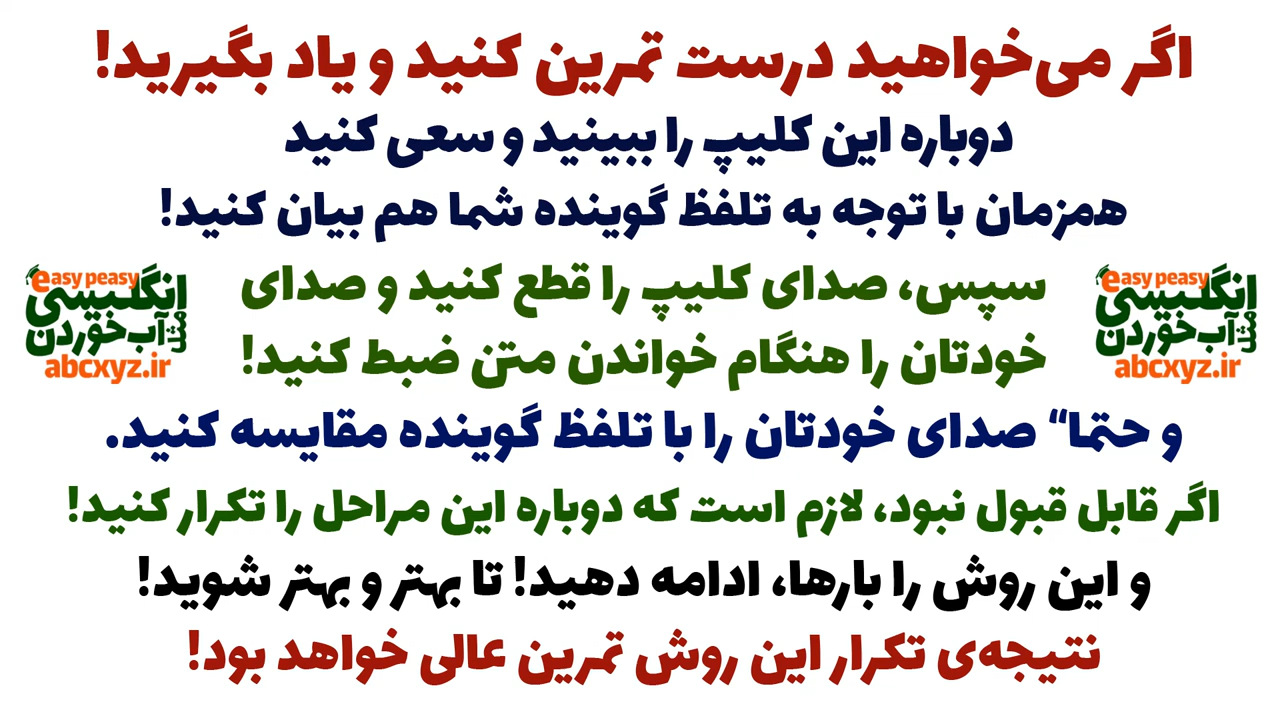 اگر می‌خواهید درست تمرین کنید و یاد بگیرید!
دوباره این کلیپ را ببینید و سعی کنید
همزمان با توجه به تلفظ گوینده شما هم بیان کنید!
سپس، صدای کلیپ را قطع کنید و صدای
خودتان را هنگام خواندن متن ضبط کنید!
و حتما“ صدای خودتان را با تلفظ گوینده مقایسه کنید.
اگر قابل قبول نبود، لازم است که دوباره این مراحل را تکرار کنید!
و این روش را بارها، ادامه دهید! تا بهتر و بهتر شوید!
نتیجه‌ی تکرار این روش تمرین عالی خواهد بود!
easy peasy
انگلیسی
مثل آب خوردن
abcxyz.ir
easy peasy
انگلیسی
مثل آب خوردن
abcxyz.ir